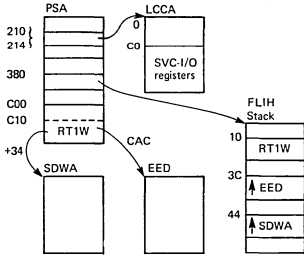 PSA
LCCA
210
214
0
C0
SVC-I/O
registers
380
C00
C10
RT1W
+34
CAC
FLIH
Stack
10
RT1W
3C
EED
44
SDWA
SDWA
EED